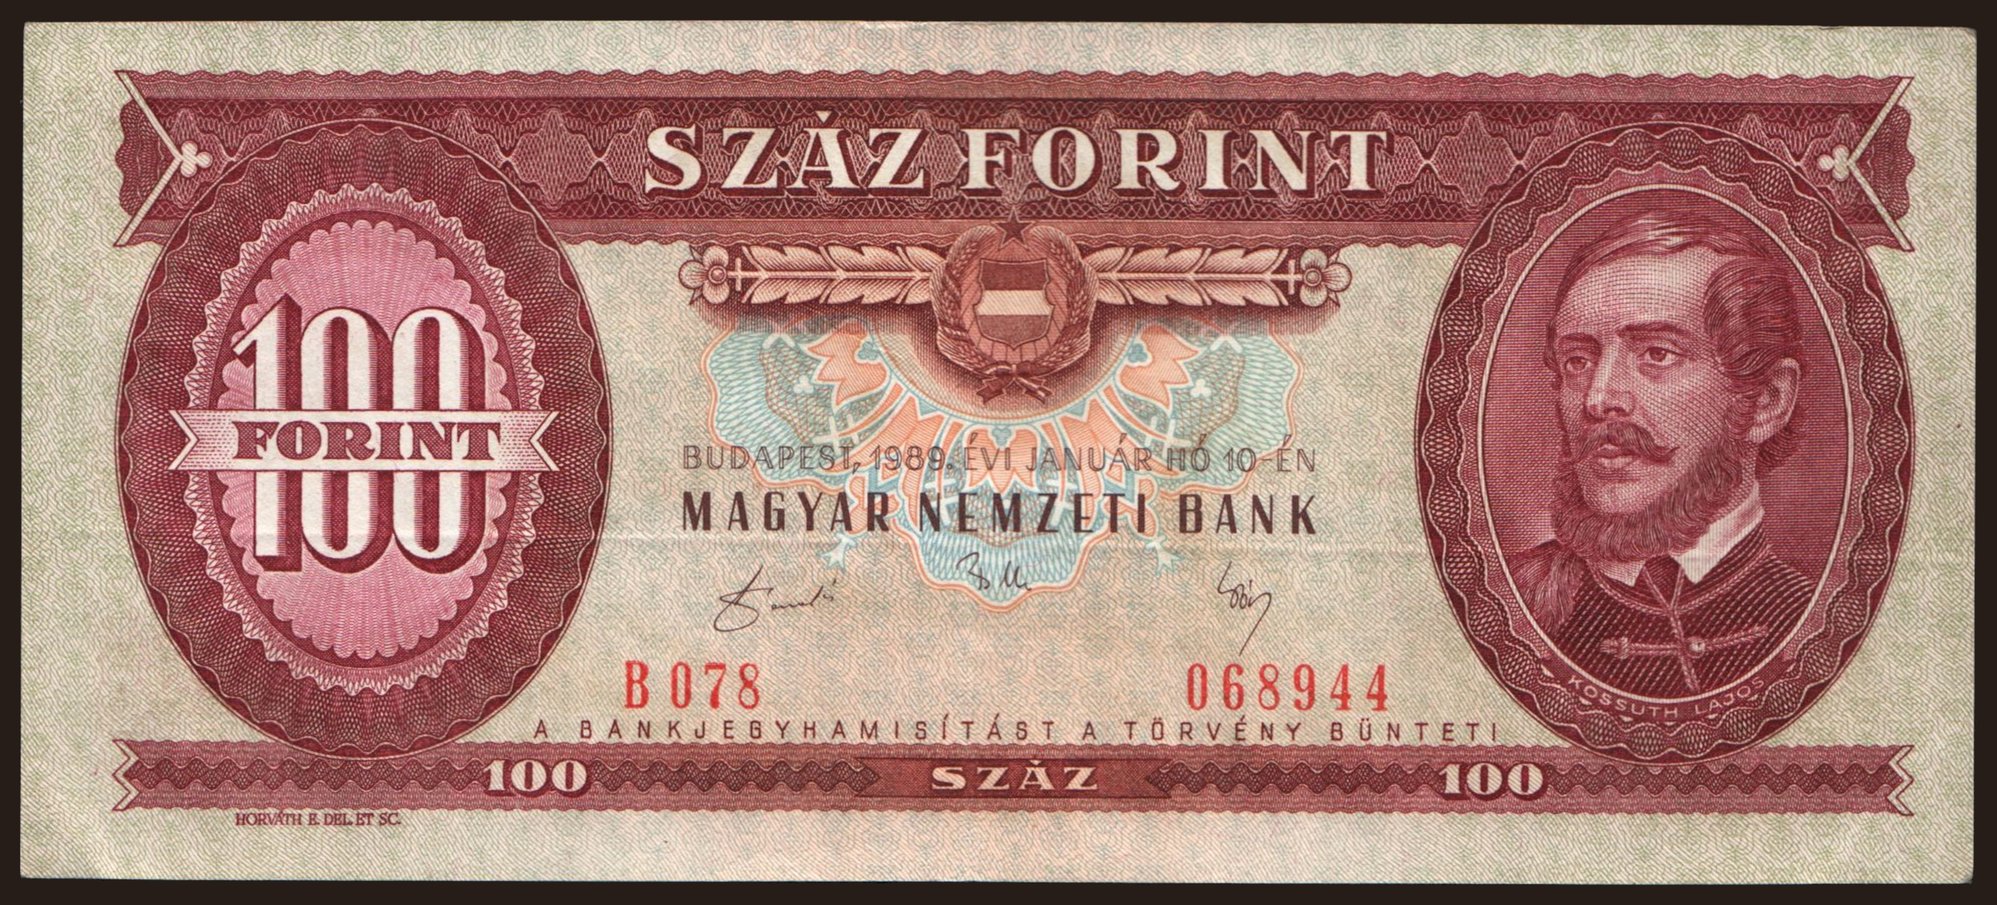 SZÁZ FORINT
100
FORINT
BUDAPEST, 1989. ÉVI JANUÁR HÓ 10-ÉN
MAGYAR NEMZETI BANK
B078 068944
KOSSUTH LAJOS
A BANKJEGYHAMISÍTÁST A TÖRVÉNY BÜNTETI
100 SZÁZ 100
HORVÁTH E. DEL. ET SC.